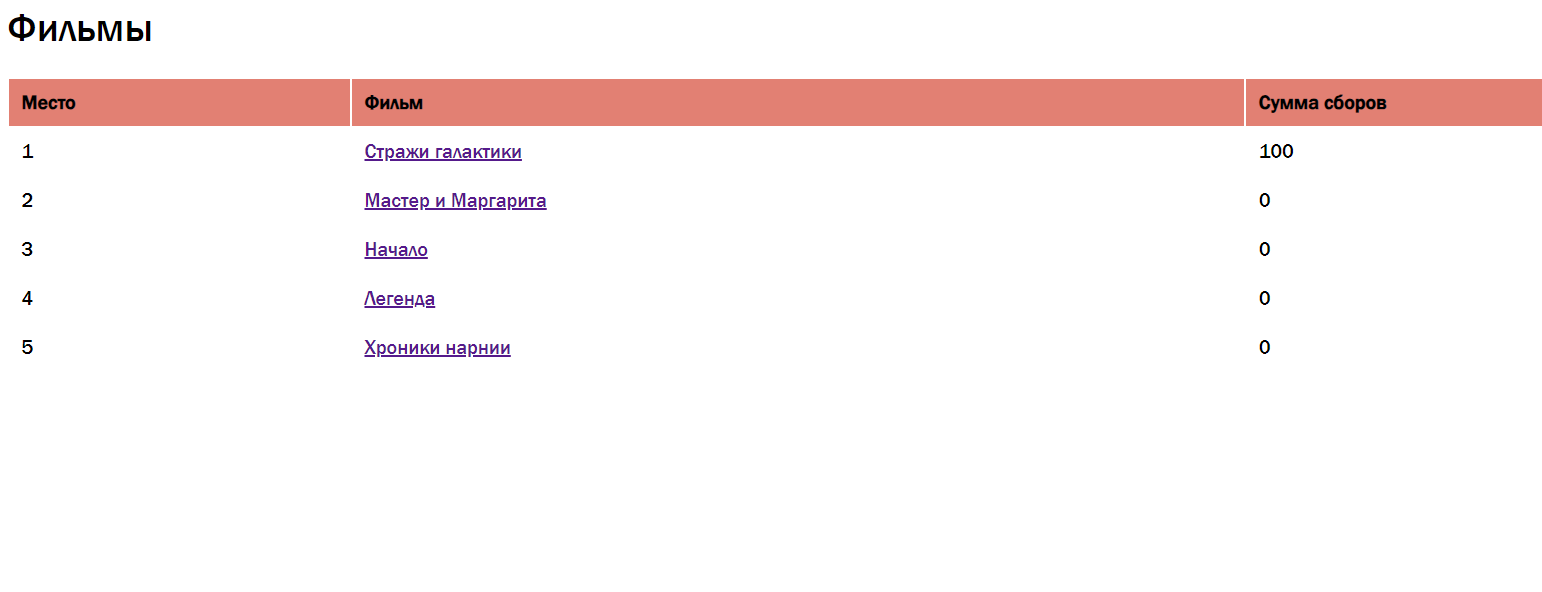 Фильмы
Место Фильм Сумма сборов
1 Стражи галактики 100
2 Мастер и Маргарита 0
3 Начало 0
4 Легенда 0
5 Хроники нарнии 0